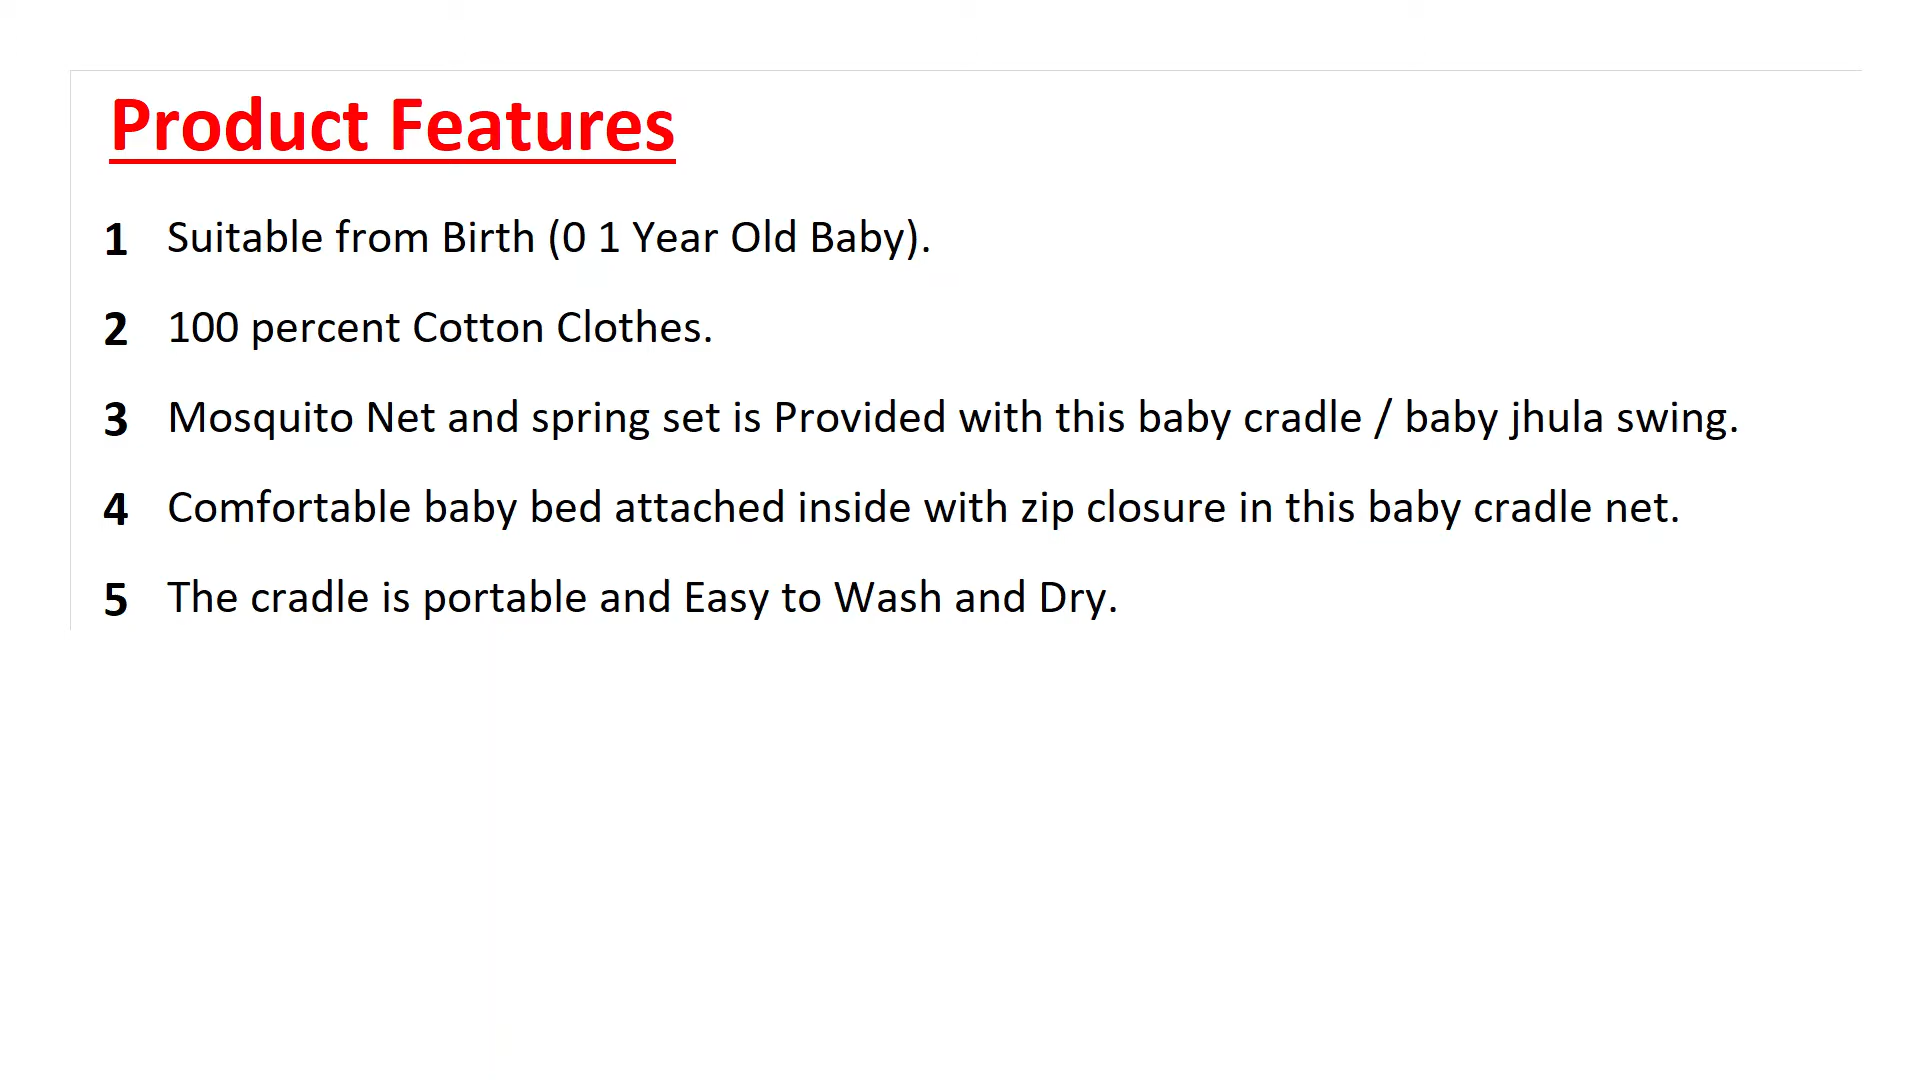 Product Features
1 Suitable from Birth (0 1 Year Old Baby).
2 100 percent Cotton Clothes.
3 Mosquito Net and spring set is Provided with this baby cradle / baby jhula swing.
4 Comfortable baby bed attached inside with zip closure in this baby cradle net.
5 The cradle is portable and Easy to Wash and Dry.